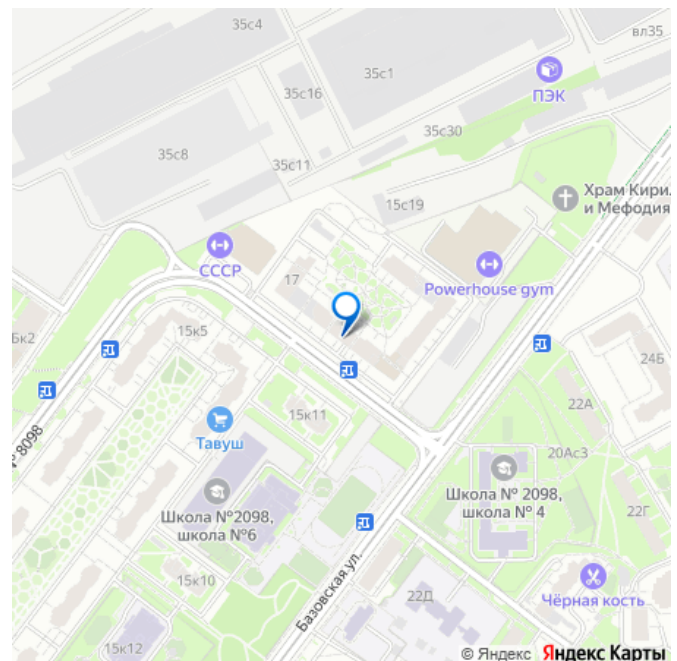 35с4
вл35
35с1
ПЭК
35с16
35с30
35с8
35с11
Храм Кири
и Мефодия
15с19
СССР
Powerhouse gym
17
5к2
15к5
24Б
22А
15к11
Тавуш
№ 8098
20Ас3
Школа №2098,
школа №6
Школа № 2098,
школа № 4
22Г
Базовская ул.
15к10
Чёрная кость
22Д
15к12
© Яндекс Яндекс Карты